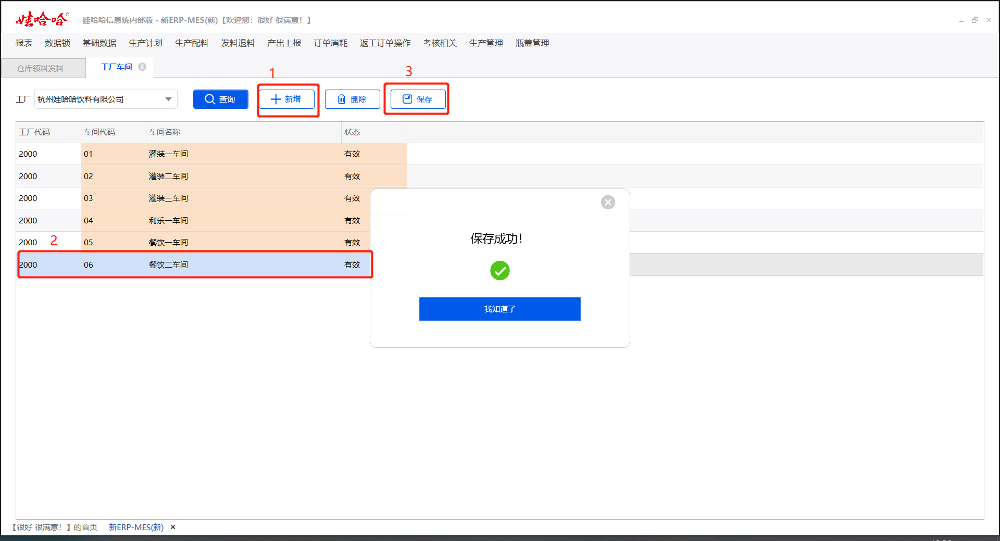 娃哈哈® 娃哈哈信息统内部版 - 新ERP-MES(新)【欢迎您：很好 很满意！】
报表 数据锁 基础数据 生产计划 生产配料 发料退料 产出上报 订单消耗 返工订单操作 考核相关 生产管理 瓶盖管理
仓库领料发料 工厂车间
1 3
工厂 杭州娃哈哈饮料有限公司 查询 新增 删除 保存
工厂代码 车间代码 车间名称 状态
2000 01 灌装一车间 有效
2000 02 灌装二车间 有效
2000 03 灌装三车间 有效
2000 04 利乐一车间 有效
2000 05 餐饮一车间 有效
2
2000 06 餐饮二车间 有效
保存成功！
我知道了
【很好 很满意！】的首页 新ERP-MES(新) ×